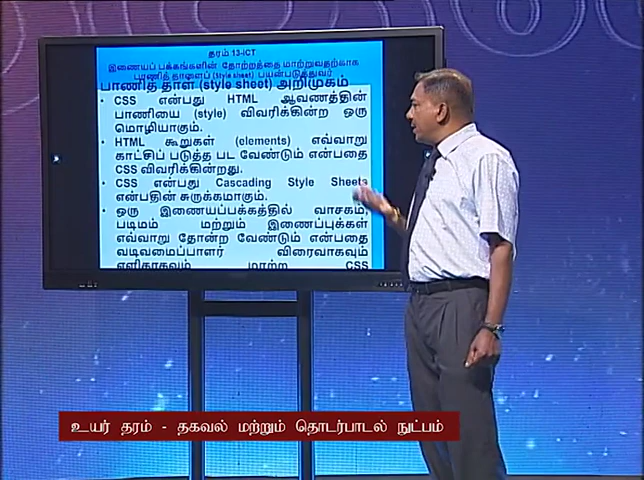 தரம் 13-ICT
இணையப் பக்கங்களின் தோற்றத்தை மாற்றுவதற்காக
பாணித் தாளைப் (Style sheet) பயன்படுத்துவர்
பாணித் தாள் (style sheet) அறிமுகம்
• CSS என்பது HTML ஆவணத்தின்
பாணியை (style) விவரிக்கின்ற ஒரு
மொழியாகும்.
• HTML கூறுகள் (elements) எவ்வாறு
காட்சிப் படுத்த பட வேண்டும் என்பதை
CSS விவரிக்கின்றது.
• CSS என்பது Cascading Style Sheets
என்பதின் சுருக்கமாகும்.
• ஒரு இணையப்பக்கத்தில் வாசகம்,
படிமம் மற்றும் இணைப்புக்கள்
எவ்வாறு தோன்ற வேண்டும் என்பதை
வடிவமைப்பாளர் விரைவாகவும்
எளிதாகவும் மாற்ற CSS
உயர் தரம் - தகவல் மற்றும் தொடர்பாடல் நுட்பம்